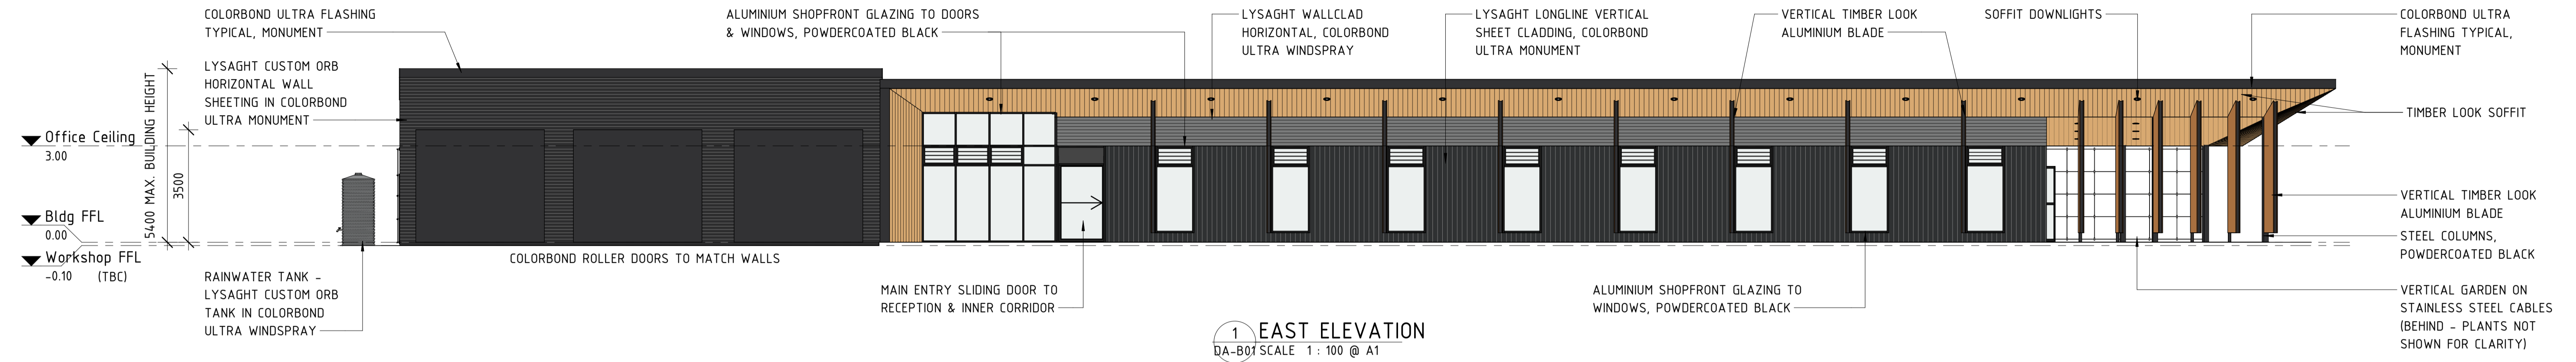 COLORBOND ULTRA FLASHING
TYPICAL, MONUMENT
LYSAGHT CUSTOM ORB
HORIZONTAL WALL
SHEETING IN COLORBOND
ULTRA MONUMENT
5400 MAX. BUILDING HEIGHT
3500
Office Ceiling
3.00
Bldg FFL
0.00
Workshop FFL
-0.10 (TBC)
RAINWATER TANK -
LYSAGHT CUSTOM ORB
TANK IN COLORBOND
ULTRA WINDSPRAY
COLORBOND ROLLER DOORS TO MATCH WALLS
ALUMINIUM SHOPFRONT GLAZING TO DOORS
& WINDOWS, POWDERCOATED BLACK
LYSAGHT WALLCLAD
HORIZONTAL, COLORBOND
ULTRA WINDSPRAY
LYSAGHT LONGLINE VERTICAL
SHEET CLADDING, COLORBOND
ULTRA MONUMENT
VERTICAL TIMBER LOOK
ALUMINIUM BLADE
SOFFIT DOWNLIGHTS
COLORBOND ULTRA
FLASHING TYPICAL,
MONUMENT
TIMBER LOOK SOFFIT
VERTICAL TIMBER LOOK
ALUMINIUM BLADE
STEEL COLUMNS,
POWDERCOATED BLACK
VERTICAL GARDEN ON
STAINLESS STEEL CABLES
(BEHIND - PLANTS NOT
SHOWN FOR CLARITY)
MAIN ENTRY SLIDING DOOR TO
RECEPTION & INNER CORRIDOR
ALUMINIUM SHOPFRONT GLAZING TO
WINDOWS, POWDERCOATED BLACK
1 EAST ELEVATION
DA-B01 SCALE 1 : 100 @ A1